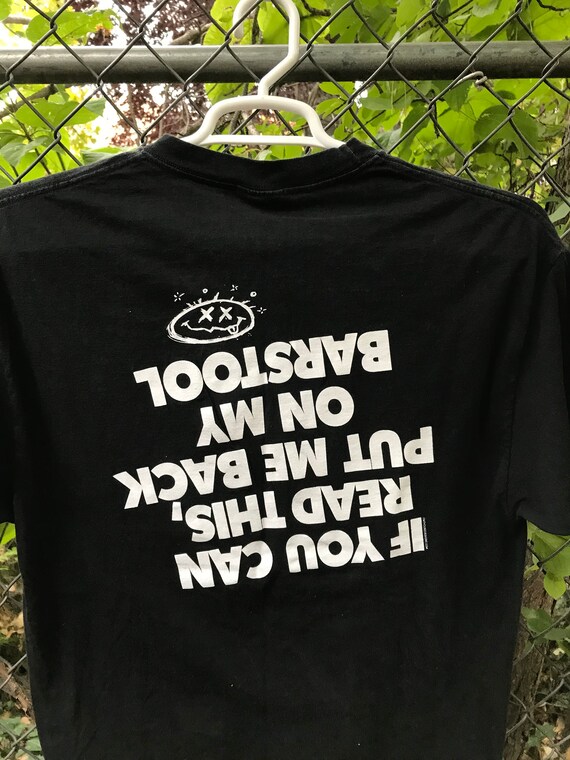 IF YOU CAN
READ THIS,
PUT ME BACK
ON MY
BARSTOOL